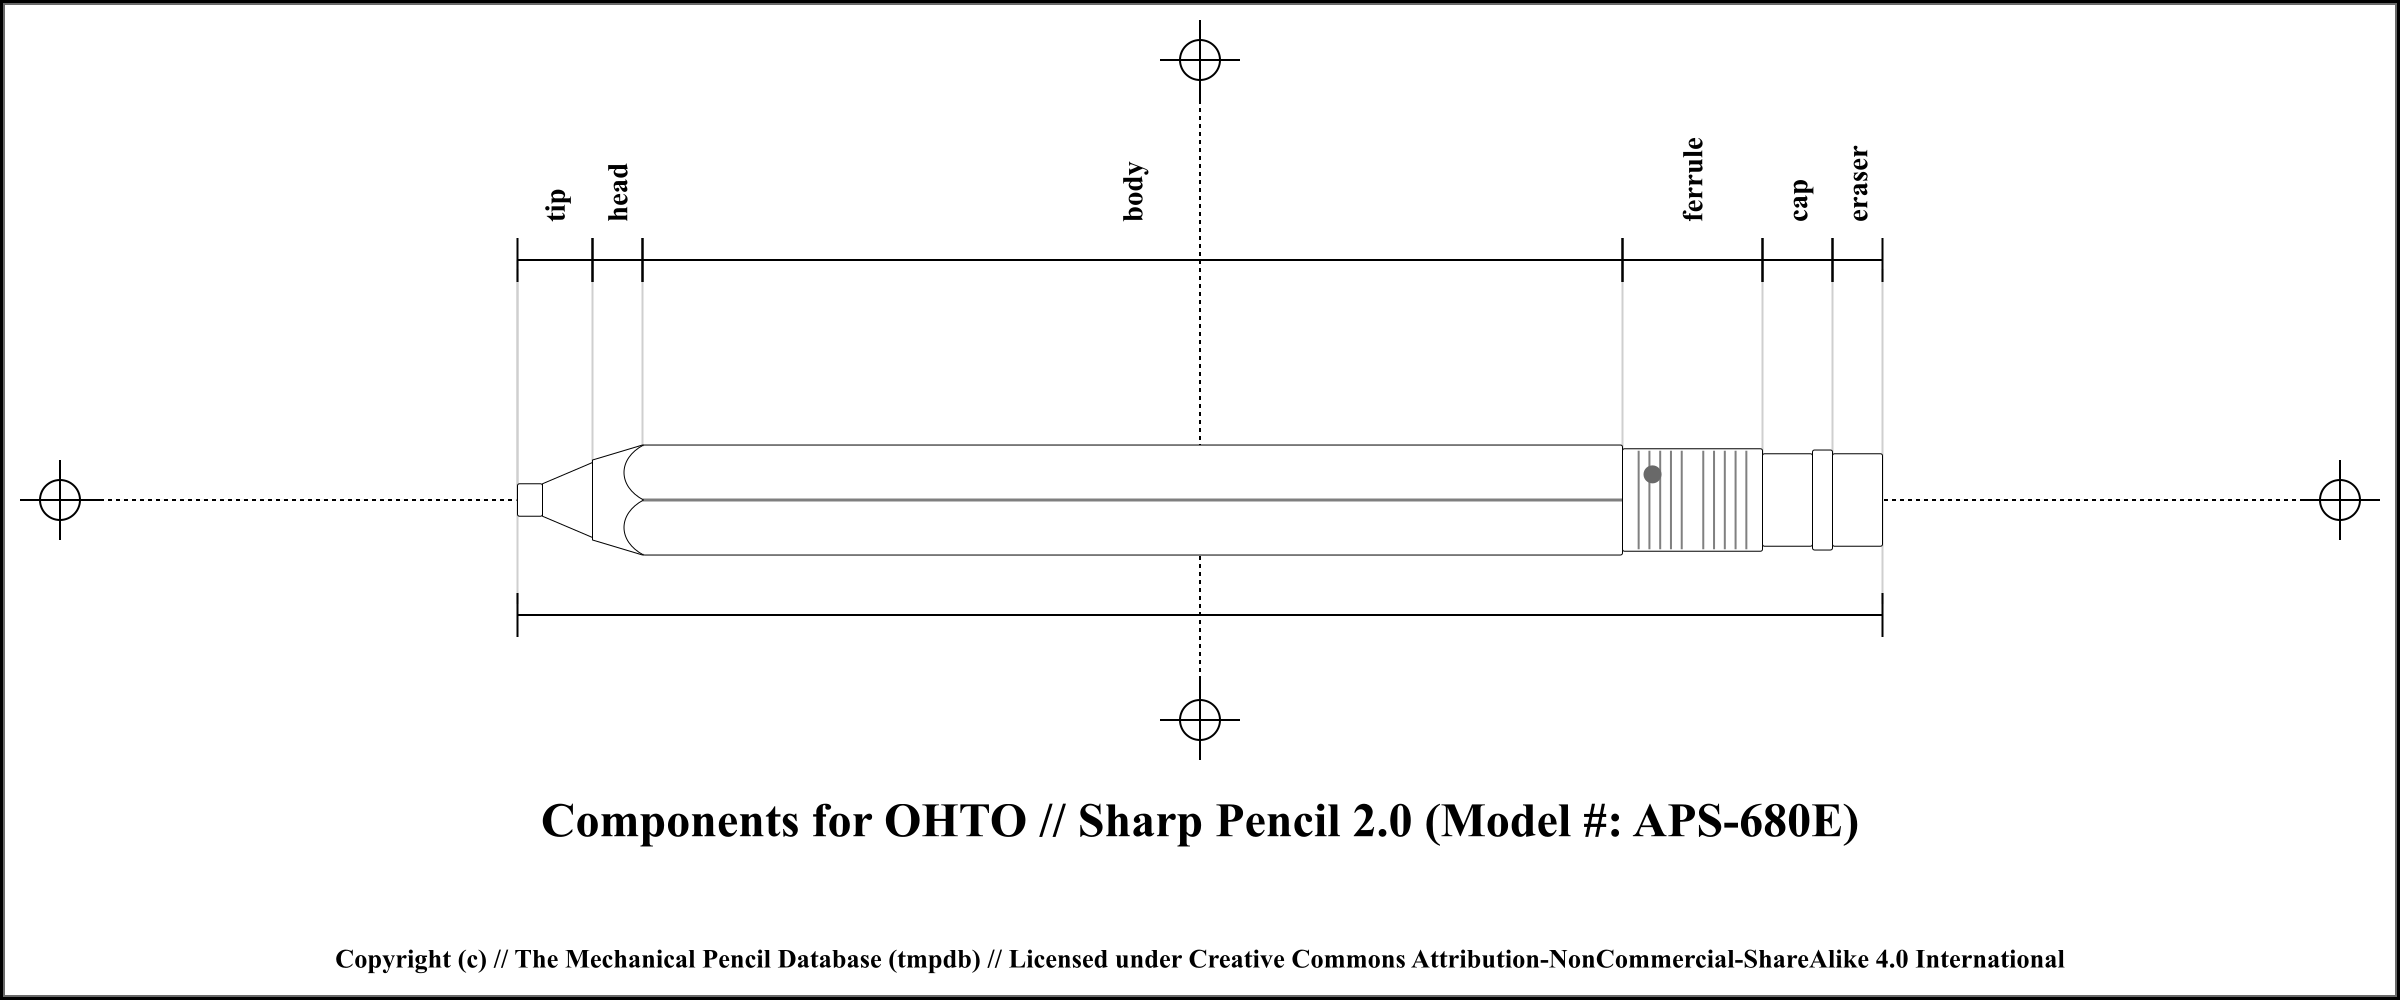 tip
head
body
ferrule
cap
eraser
Components for OHTO // Sharp Pencil 2.0 (Model #: APS-680E)
Copyright (c) // The Mechanical Pencil Database (tmpdb) // Licensed under Creative Commons Attribution-NonCommercial-ShareAlike 4.0 International